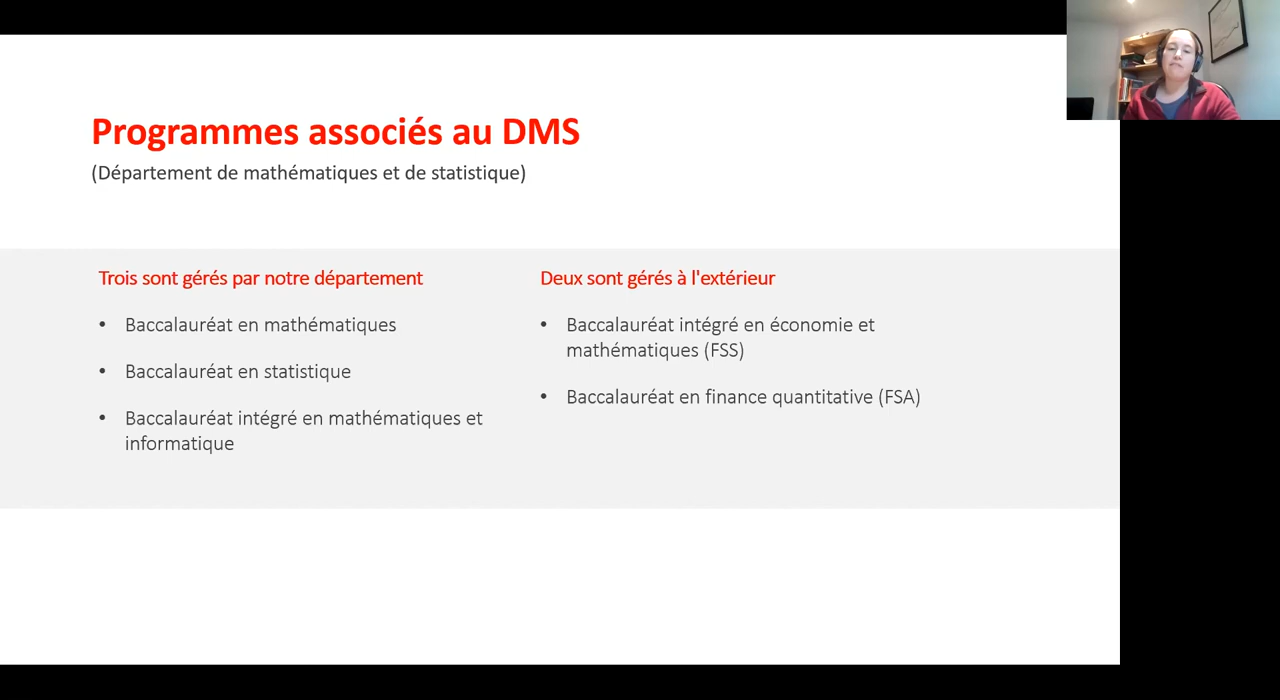 Programmes associés au DMS
(Département de mathématiques et de statistique)
Trois sont gérés par notre département
• Baccalauréat en mathématiques
• Baccalauréat en statistique
• Baccalauréat intégré en mathématiques et
informatique
Deux sont gérés à l'extérieur
• Baccalauréat intégré en économie et
mathématiques (FSS)
• Baccalauréat en finance quantitative (FSA)